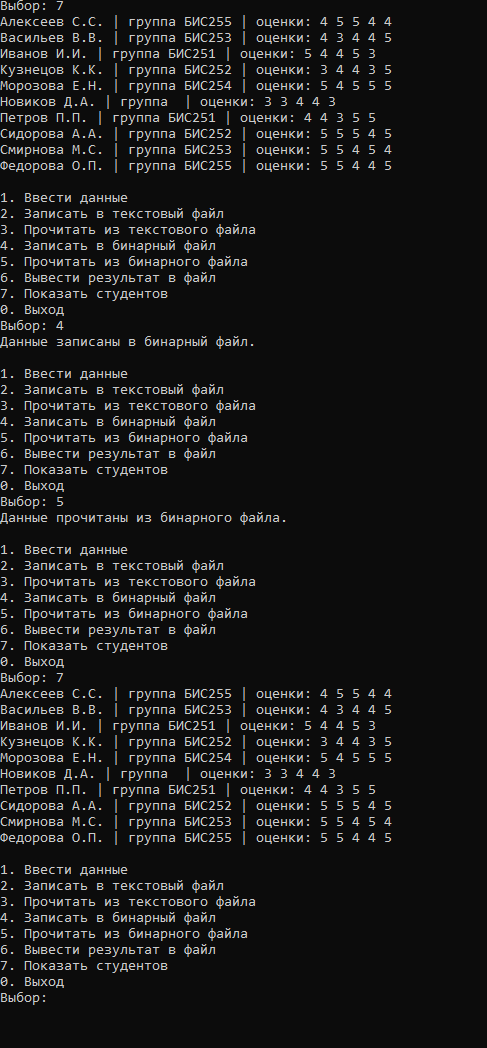 Выбор: 7
Алексеев С.С. | группа БИС255 | оценки: 4 5 5 4 4
Васильев В.В. | группа БИС253 | оценки: 4 3 4 4 5
Иванов И.И. | группа БИС251 | оценки: 5 4 4 5 3
Кузнецов К.К. | группа БИС252 | оценки: 3 4 4 3 5
Морозова Е.Н. | группа БИС254 | оценки: 5 4 5 5 5
Новиков Д.А. | группа  | оценки: 3 3 4 4 3
Петров П.П. | группа БИС251 | оценки: 4 4 3 5 5
Сидорова А.А. | группа БИС252 | оценки: 5 5 5 4 5
Смирнова М.С. | группа БИС253 | оценки: 5 5 4 5 4
Федорова О.П. | группа БИС255 | оценки: 5 5 4 4 5
1. Ввести данные
2. Записать в текстовый файл
3. Прочитать из текстового файла
4. Записать в бинарный файл
5. Прочитать из бинарного файла
6. Вывести результат в файл
7. Показать студентов
0. Выход
Выбор: 4
Данные записаны в бинарный файл.
1. Ввести данные
2. Записать в текстовый файл
3. Прочитать из текстового файла
4. Записать в бинарный файл
5. Прочитать из бинарного файла
6. Вывести результат в файл
7. Показать студентов
0. Выход
Выбор: 5
Данные прочитаны из бинарного файла.
1. Ввести данные
2. Записать в текстовый файл
3. Прочитать из текстового файла
4. Записать в бинарный файл
5. Прочитать из бинарного файла
6. Вывести результат в файл
7. Показать студентов
0. Выход
Выбор: 7
Алексеев С.С. | группа БИС255 | оценки: 4 5 5 4 4
Васильев В.В. | группа БИС253 | оценки: 4 3 4 4 5
Иванов И.И. | группа БИС251 | оценки: 5 4 4 5 3
Кузнецов К.К. | группа БИС252 | оценки: 3 4 4 3 5
Морозова Е.Н. | группа БИС254 | оценки: 5 4 5 5 5
Новиков Д.А. | группа  | оценки: 3 3 4 4 3
Петров П.П. | группа БИС251 | оценки: 4 4 3 5 5
Сидорова А.А. | группа БИС252 | оценки: 5 5 5 4 5
Смирнова М.С. | группа БИС253 | оценки: 5 5 4 5 4
Федорова О.П. | группа БИС255 | оценки: 5 5 4 4 5
1. Ввести данные
2. Записать в текстовый файл
3. Прочитать из текстового файла
4. Записать в бинарный файл
5. Прочитать из бинарного файла
6. Вывести результат в файл
7. Показать студентов
0. Выход
Выбор: